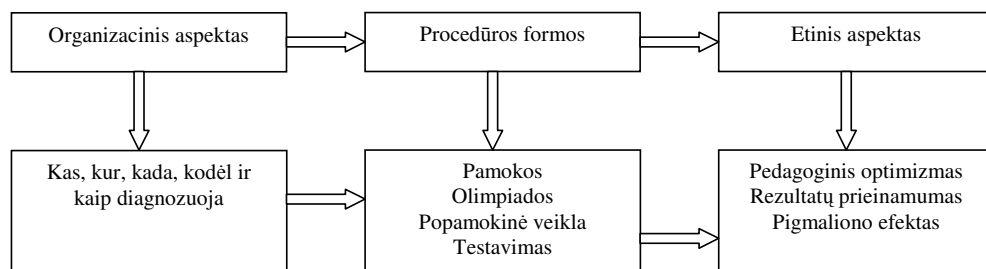 Organizacinis aspektas
Procedūros formos
Etinis aspektas
Kas, kur, kada, kodėl ir
kaip diagnozuoja
Pamokos
Olimpiados
Popamokinė veikla
Testavimas
Pedagoginis optimizmas
Rezultatų prieinamumas
Pigmaliono efektas